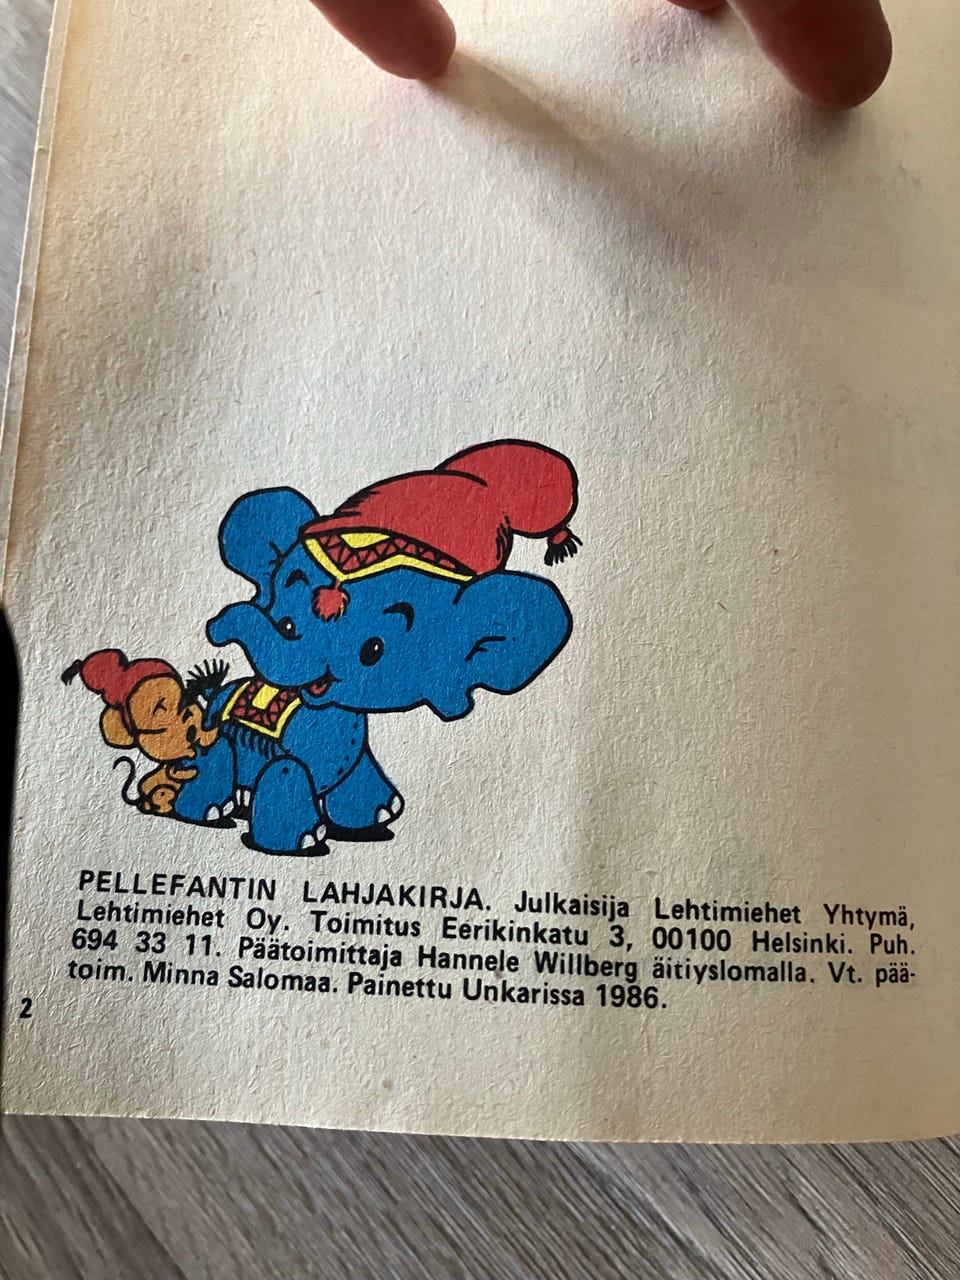 PELLEFANTIN LAHJAKIRJA. Julkaisija Lehtimiehet Yhtymä,
Lehtimiehet Oy. Toimitus Eerikinkatu 3, 00100 Helsinki. Puh.
694 33 11. Päätoimittaja Hannele Willberg äitiyslomalla. Vt. pää-
toim. Minna Salomaa. Painettu Unkarissa 1986.
2